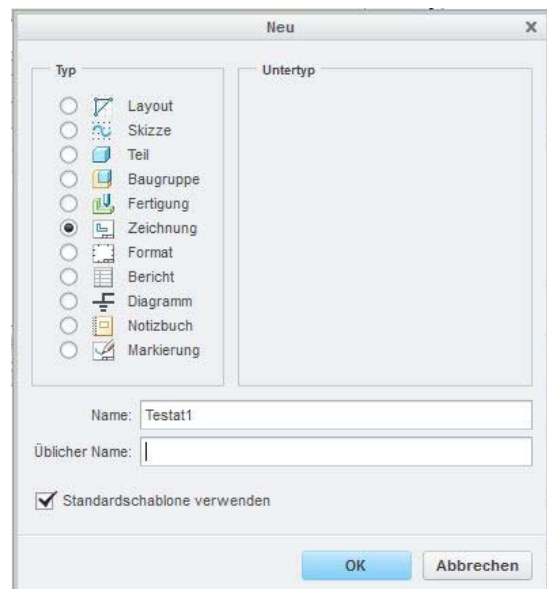 Neu
Typ
Untertyp
Layout
Skizze
Teil
Baugruppe
Fertigung
Zeichnung
Format
Bericht
Diagramm
Notizbuch
Markierung
Name: Testat1
Üblicher Name:
Standardschablone verwenden
OK Abbrechen